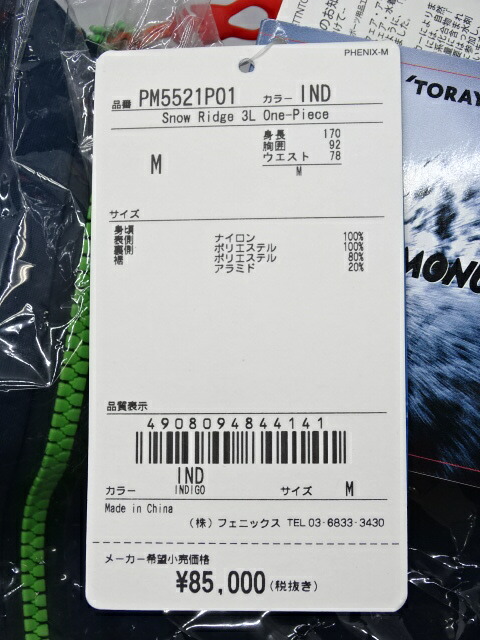 PHENIX-M
品番 PM5521P01 カラー IND
Snow Ridge 3L One-Piece
M
身長 170
胸囲 92
ウエスト 78
M
サイズ
身頃
表側 ナイロン 100%
裏側 ポリエステル 100%
裾 ポリエステル 80%
アラミド 20%
品質表示
4908094844141
IND
カラー INDIGO サイズ M
Made in China
(株) フェニックス TEL 03-6833-3430
メーカー希望小売価格
¥85,000(税抜き)
'TORAY
MONO